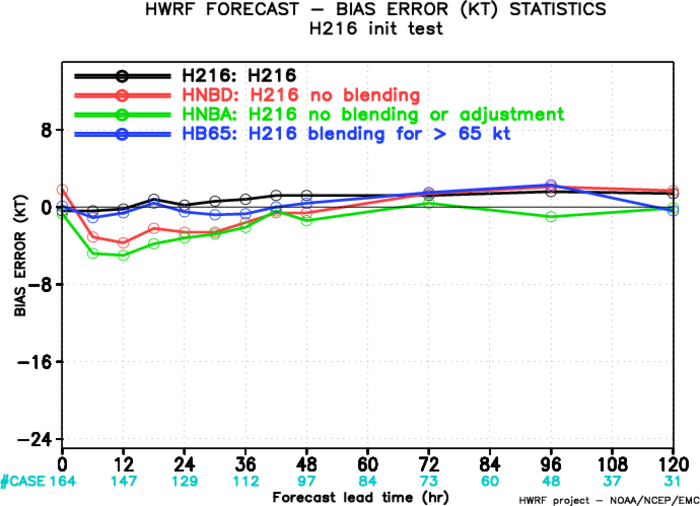 HWRF FORECAST − BIAS ERROR (KT) STATISTICS
H216 init test
H216: H216
HNBD: H216 no blending
HNBA: H216 no blending or adjustment
HB65: H216 blending for > 65 kt
8
0
−8
−16
−24
BIAS ERROR (KT)
0 12 24 36 48 60 72 84 96 108 120
#CASE 164 147 129 112 97 84 73 60 48 37 31
Forecast lead time (hr)
HWRF project − NOAA/NCEP/EMC